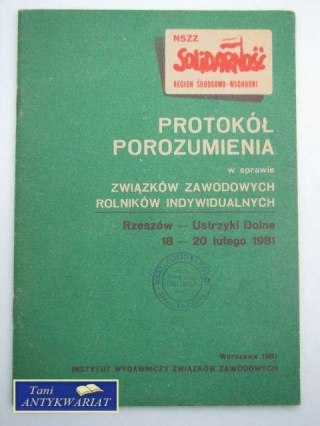 NSZZ
SOLIDARNOŚĆ
REGION ŚRODKOWO-WSCHODNI
PROTOKÓŁ
POROZUMIENIA
w sprawie
ZWIĄZKÓW ZAWODOWYCH
ROLNIKÓW INDYWIDUALNYCH
Rzeszów — Ustrzyki Dolne
18 — 20 lutego 1981
Warszawa 1981
INSTYTUT WYDAWNICZY ZWIĄZKÓW ZAWODOWYCH
Tani
ANTYKWARIAT